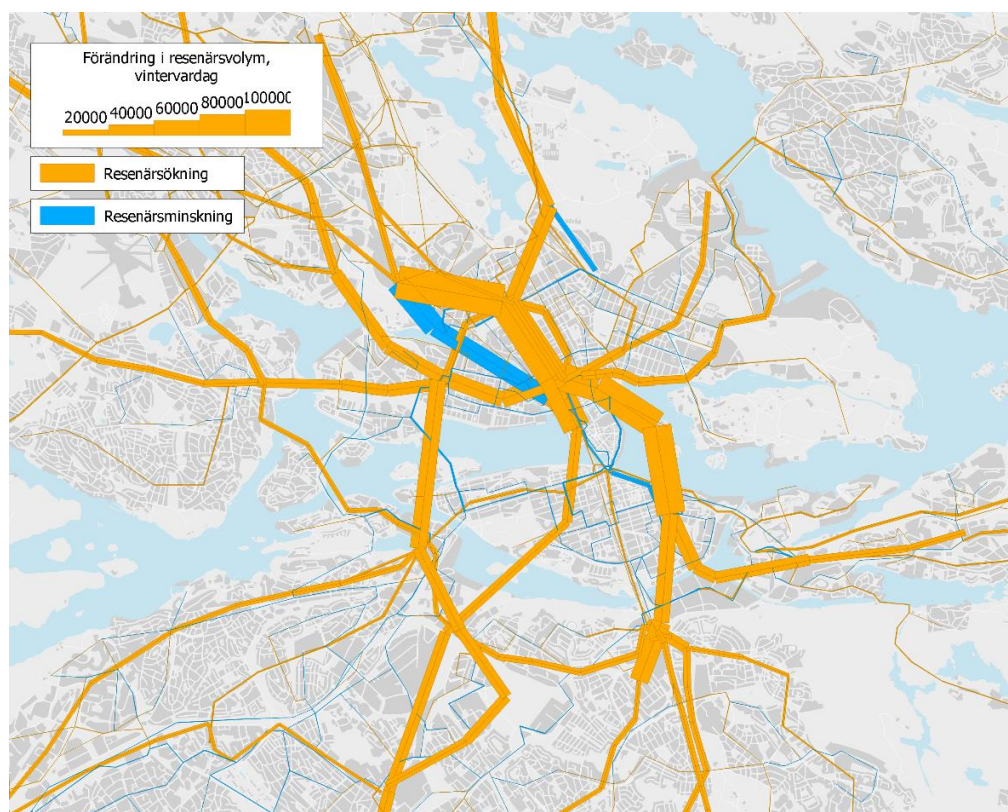 Förändring i resenärsvolym,
vintervardag
20000 40000 60000 80000 100000
Resenärsökning
Resenärsminskning